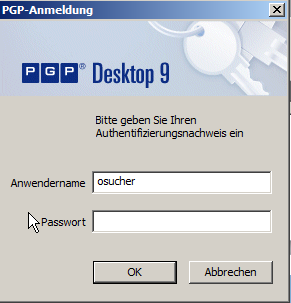 PGP-Anmeldung
PGP® Desktop 9
Bitte geben Sie Ihren
Authentifizierungsnachweis ein
Anwendername osucher
Passwort
OK Abbrechen